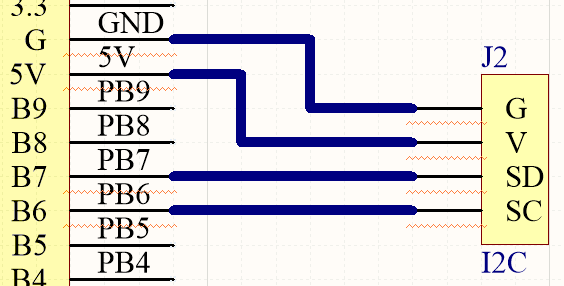 3.3
GND
G
5V
J2
5V
PB9
B9
G
PB8
B8
V
PB7
B7
SD
PB6
B6
SC
PB5
B5
I2C
PB4
B4